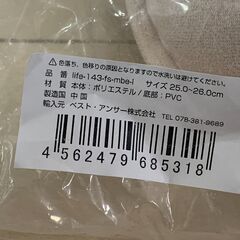 ※色落ち、色移りの原因となりますので水洗いは避けてください。
品 番 life-143-fs-mbe-l サイズ 25.0~26.0cm
材 質 本体：ポリエステル / 底部：PVC
製造国 中 国
輸入元 ベスト・アンサー株式会社 TEL 078-381-9689
4 562479 685318